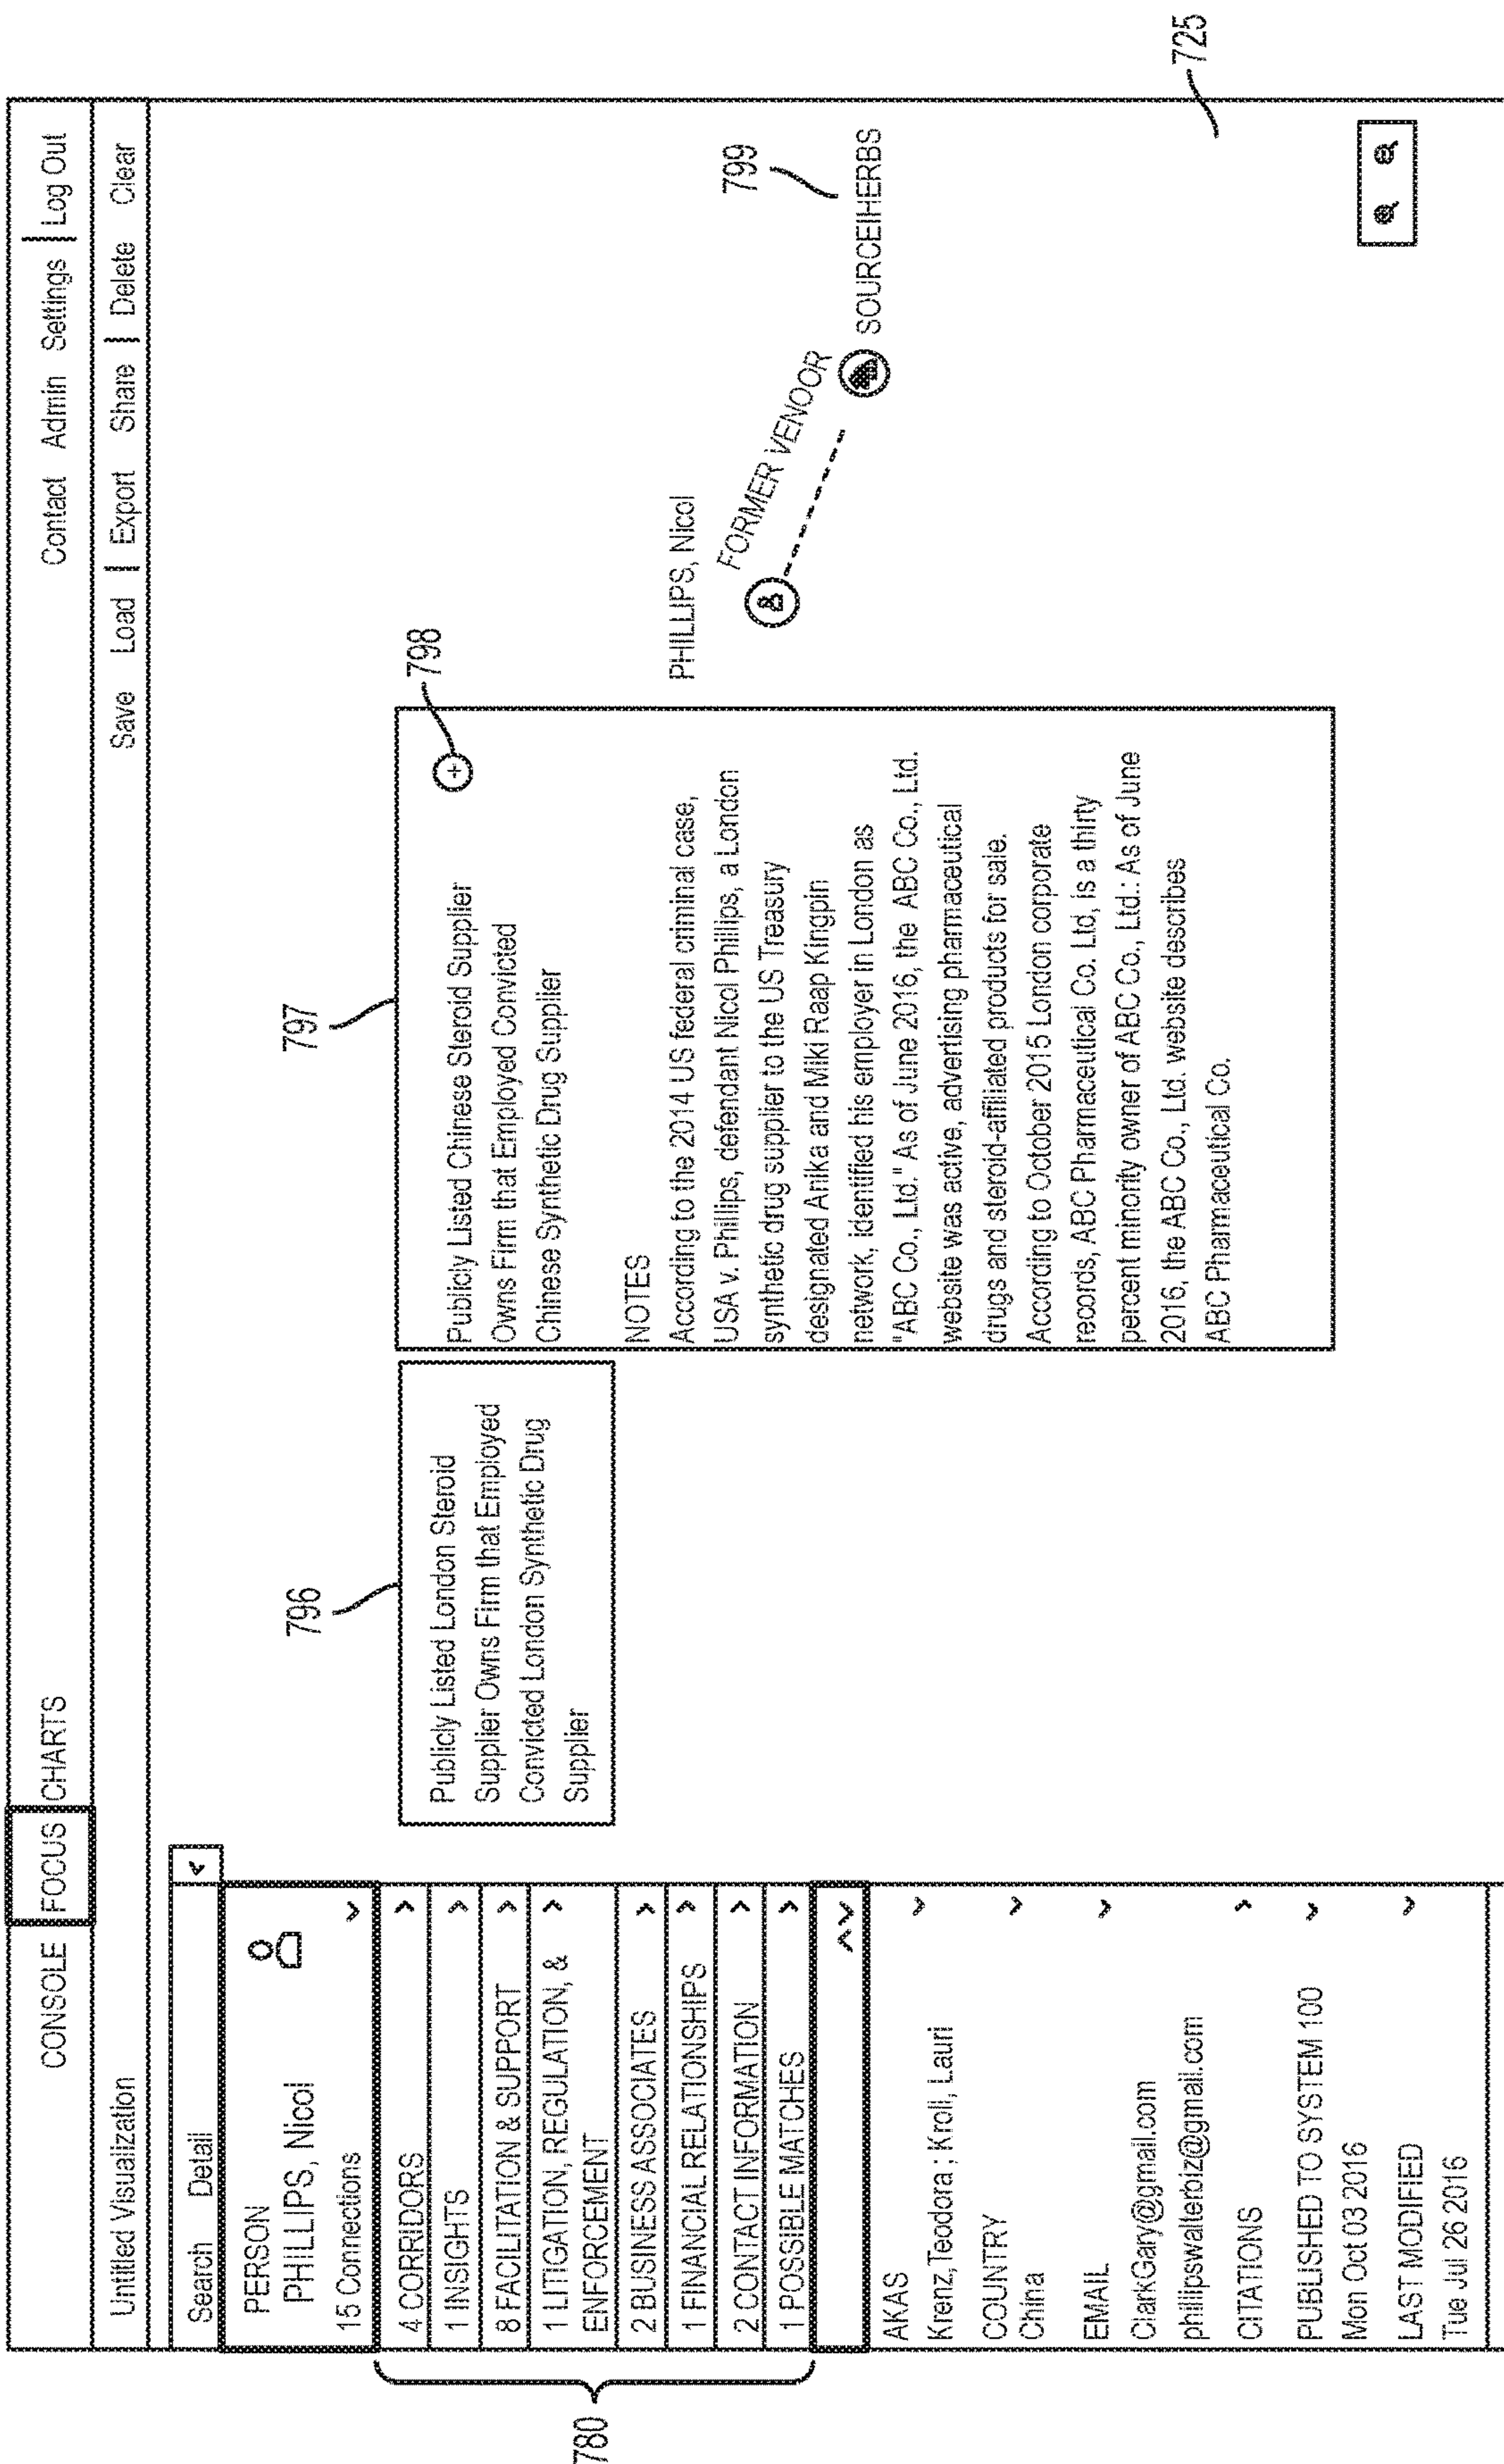 CONSOLE FOCUS CHARTS
Contact Admin Settings | Log Out
Untitled Visualization
Save Load | Export Share | Delete Clear
Search Detail
PERSON
PHILLIPS, Nicol
15 Connections
780
4 CORRIDORS
1 INSIGHTS
8 FACILITATION & SUPPORT
1 LITIGATION, REGULATION, &
ENFORCEMENT
2 BUSINESS ASSOCIATES
1 FINANCIAL RELATIONSHIPS
2 CONTACT INFORMATION
1 POSSIBLE MATCHES
AKAS
Krenz, Teodora ; Kroll, Lauri
COUNTRY
China
EMAIL
ClarkGary@gmail.com
phillipswalterbiz@gmail.com
CITATIONS
PUBLISHED TO SYSTEM 100
Mon Oct 03 2016
LAST MODIFIED
Tue Jul 26 2016
796
Publicly Listed London Steroid
Supplier Owns Firm that Employed
Convicted London Synthetic Drug
Supplier
797
798
+
Publicly Listed Chinese Steroid Supplier
Owns Firm that Employed Convicted
Chinese Synthetic Drug Supplier
NOTES
According to the 2014 US federal criminal case,
USA v. Phillips, defendant Nicol Phillips, a London
synthetic drug supplier to the US Treasury
designated Anika and Miki Raap Kingpin
network, identified his employer in London as
"ABC Co., Ltd." As of June 2016, the ABC Co., Ltd.
website was active, advertising pharmaceutical
drugs and steroid-affiliated products for sale.
According to October 2015 London corporate
records, ABC Pharmaceutical Co. Ltd, is a thirty
percent minority owner of ABC Co., Ltd.: As of June
2016, the ABC Co., Ltd. website describes
ABC Pharmaceutical Co.
PHILLIPS, Nicol
FORMER VENOOR
799
SOURCEIHERBS
725